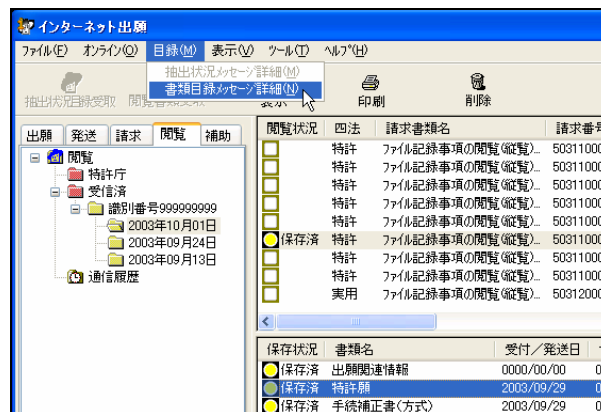 インターネット出願
ファイル(F) オンライン(O) 目録(M) 表示(V) ツール(T) ヘルプ(H)
抽出状況メッセージ詳細(M)
書類目録メッセージ詳細(N)
抽出状況目録受取 閲覧書類受取 表示 印刷 削除
出願 発送 請求 閲覧 補助
閲覧
特許庁
受信済
識別番号999999999
2003年10月01日
2003年09月24日
2003年09月13日
通信履歴
閲覧状況 四法 請求書類名 請求番号
特許 ファイル記録事項の閲覧(縦覧)... 50311000
特許 ファイル記録事項の閲覧(縦覧)... 50311000
特許 ファイル記録事項の閲覧(縦覧)... 50311000
特許 ファイル記録事項の閲覧(縦覧)... 50311000
特許 ファイル記録事項の閲覧(縦覧)... 50311000
保存済 特許 ファイル記録事項の閲覧(縦覧)... 50311000
特許 ファイル記録事項の閲覧(縦覧)... 50311000
特許 ファイル記録事項の閲覧(縦覧)... 50311000
実用 ファイル記録事項の閲覧(縦覧)... 50312000
保存状況 書類名 受付/発送日
保存済 出願関連情報 0000/00/00 0
保存済 特許願 2003/09/29 0
保存済 手続補正書(方式) 2003/09/29 0